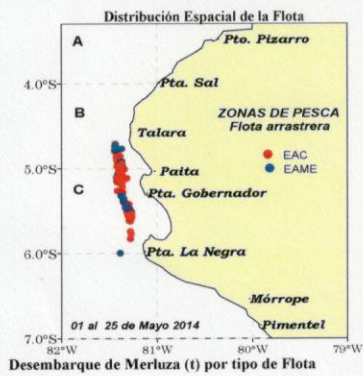 Distribución Espacial de la Flota
A
Pto. Pizarro
4.0°S
Pta. Sal
B
ZONAS DE PESCA
Flota arrastrera
Talara
EAC
5.0°S
Paita
EAME
C
Pta. Gobernador
6.0°S
Pta. La Negra
Mórrope
01 al 25 de Mayo 2014
Pimentel
7.0°S
82°W 81°W 80°W 79°W
Desembarque de Merluza (t) por tipo de Flota